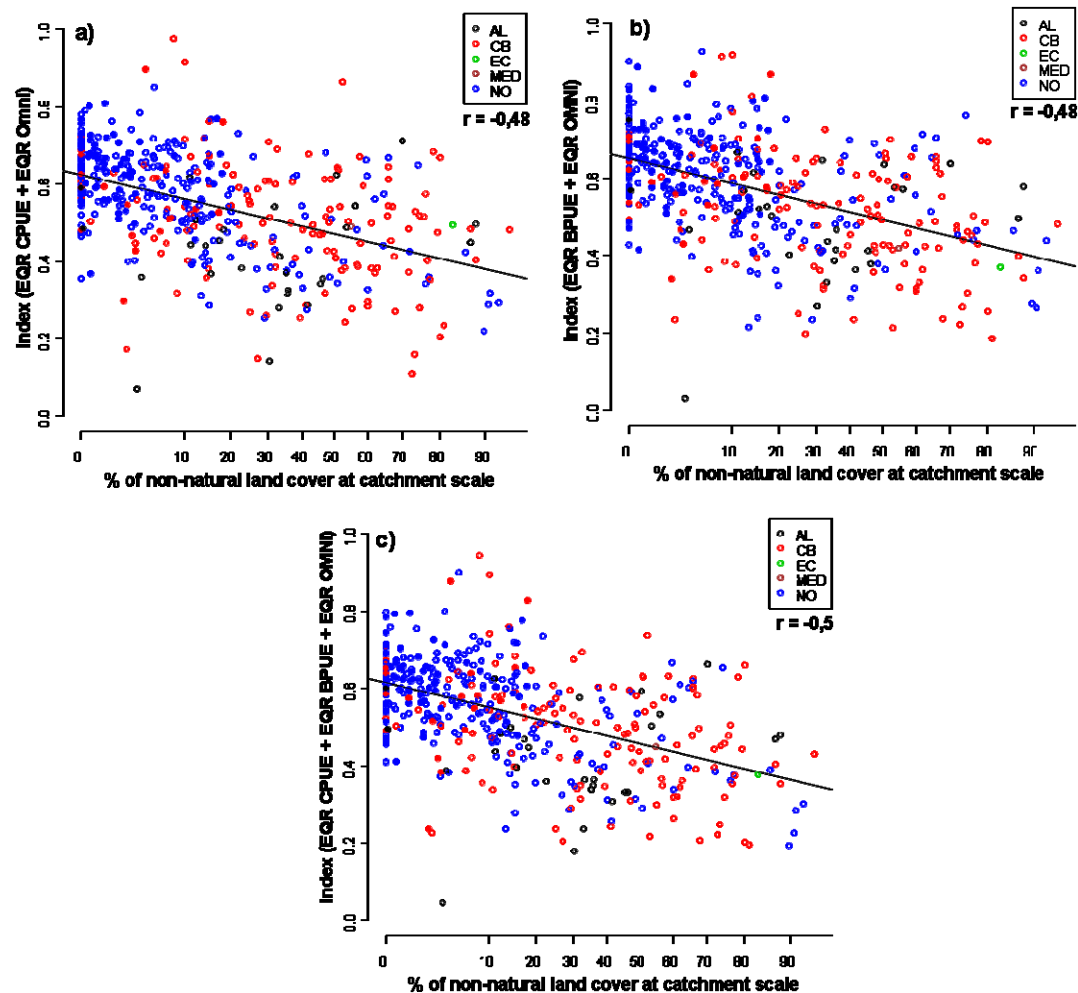 a)
AL
CB
EC
MED
NO
r = -0,48
Index (EQR CPUE + EQR Omni)
0.0 0.2 0.4 0.6 0.8 1.0
0 10 20 30 40 50 60 70 80 90
% of non-natural land cover at catchment scale
b)
AL
CB
EC
MED
NO
r = -0,48
Index (EQR BPUE + EQR OMNI)
0.0 0.2 0.4 0.6 0.8 1.0
0 10 20 30 40 50 60 70 80
% of non-natural land cover at catchment scale
c)
AL
CB
EC
MED
NO
r = -0,5
Index (EQR CPUE + EQR BPUE + EQR OMNI)
0.0 0.2 0.4 0.6 0.8 1.0
0 10 20 30 40 50 60 70 80 90
% of non-natural land cover at catchment scale